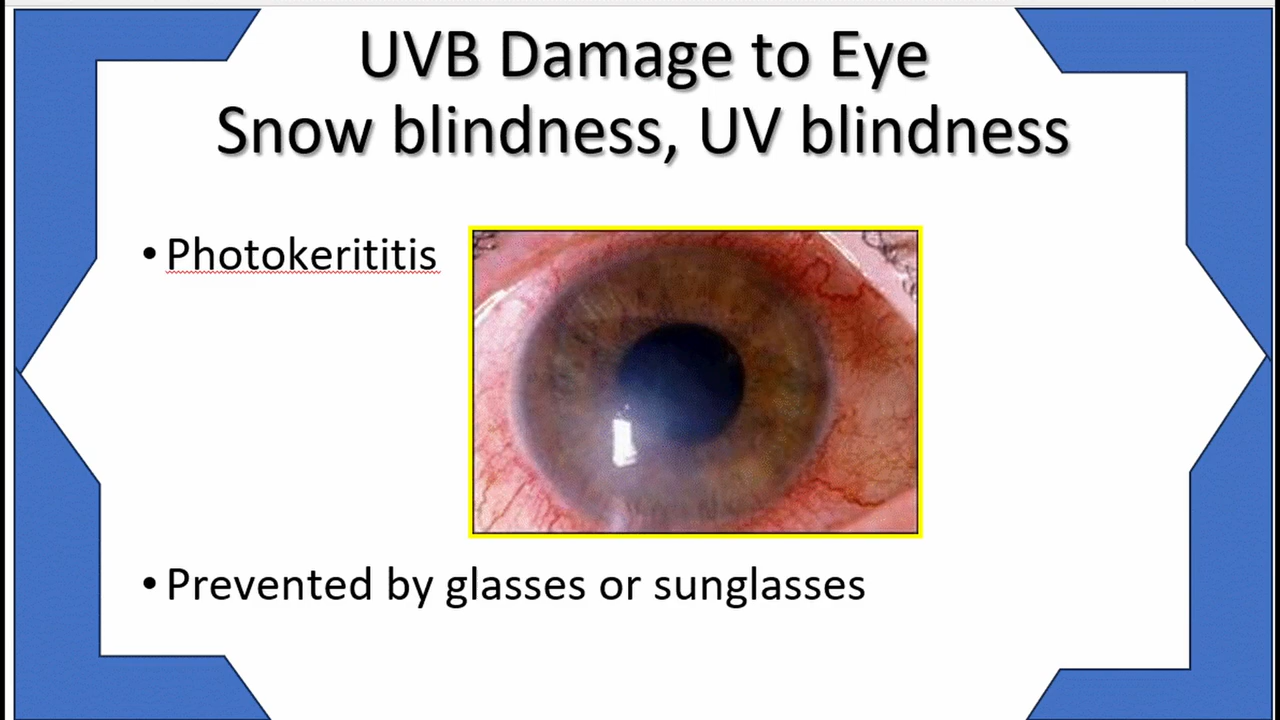 UVB Damage to Eye
Snow blindness, UV blindness
• Photokerititis
• Prevented by glasses or sunglasses